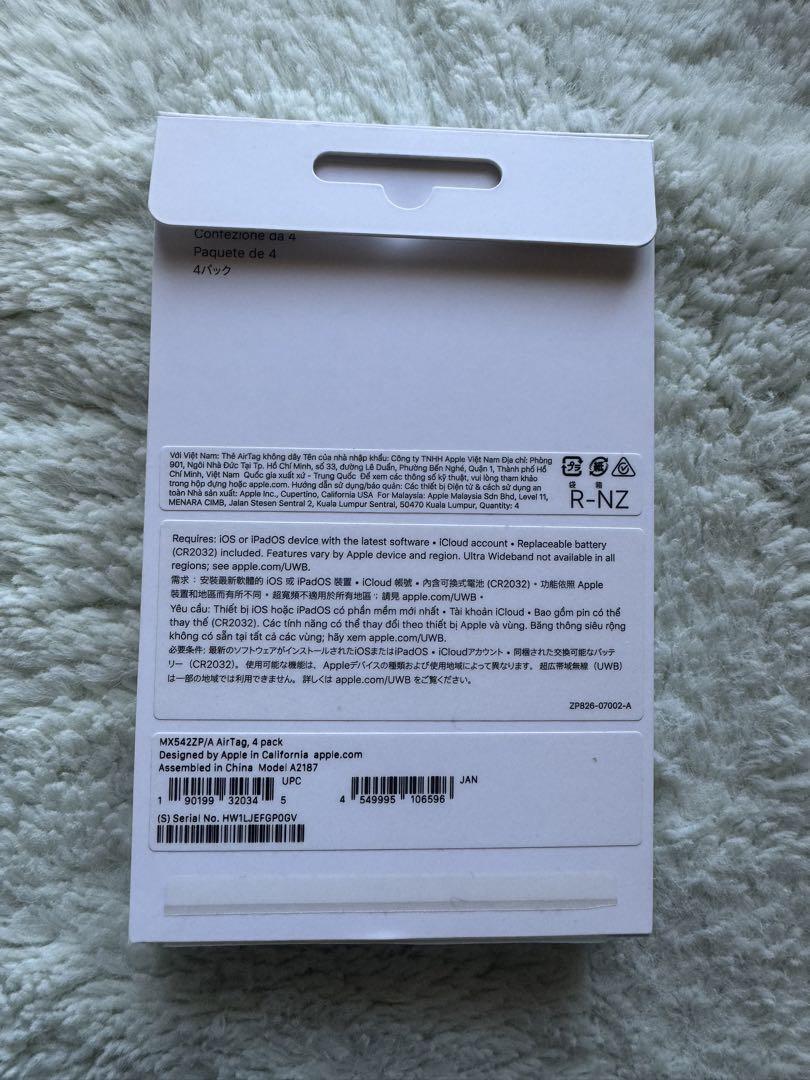 Confezione da 4
Paquete de 4
4パック
Với Việt Nam: Thẻ AirTag không dây Tên của nhà nhập khẩu: Công ty TNHH Apple Việt Nam Địa chỉ: Phòng
901, Ngôi Nhà Đức Tại Tp. Hồ Chí Minh, số 33, đường Lê Duẩn, Phường Bến Nghé, Quận 1, Thành phố Hồ
Chí Minh, Việt Nam Quốc gia xuất xứ - Trung Quốc Để xem các thông số kỹ thuật, vui lòng tham khảo
trong hộp đựng hoặc apple.com. Hướng dẫn sử dụng/bảo quản: Các thiết bị Điện tử & cách sử dụng an
toàn Nhà sản xuất: Apple Inc., Cupertino, California USA For Malaysia: Apple Malaysia Sdn Bhd, Level 11,
MENARA CIMB, Jalan Stesen Sentral 2, Kuala Lumpur Sentral, 50470 Kuala Lumpur, Quantity: 4
袋 箱
R-NZ
Requires: iOS or iPadOS device with the latest software • iCloud account • Replaceable battery
(CR2032) included. Features vary by Apple device and region. Ultra Wideband not available in all
regions; see apple.com/UWB.
需求：安裝最新軟體的 iOS 或 iPadOS 裝置 • iCloud 帳號 • 內含可換式電池 (CR2032)。功能依照 Apple
裝置和地區而有所不同。超寬頻不適用於所有地區；請見 apple.com/UWB。
Yêu cầu: Thiết bị iOS hoặc iPadOS có phần mềm mới nhất • Tài khoản iCloud • Bao gồm pin có thể
thay thế (CR2032). Các tính năng có thể thay đổi theo thiết bị Apple và vùng. Băng thông siêu rộng
không có sẵn tại tất cả các vùng; hãy xem apple.com/UWB.
必要条件: 最新のソフトウェアがインストールされたiOSまたはiPadOS • iCloudアカウント • 同梱された交換可能なバッテ
リー（CR2032）。使用可能な機能は、Appleデバイスの種類および使用地域によって異なります。超広帯域無線（UWB）
は一部の地域では利用できません。詳しくは apple.com/UWB をご覧ください。
ZP826-07002-A
MX542ZP/A AirTag, 4 pack
Designed by Apple in California apple.com
Assembled in China Model A2187
UPC
1 90199 32034 5
JAN
4 549995 106596
(S) Serial No. HW1LJEFGP0GV